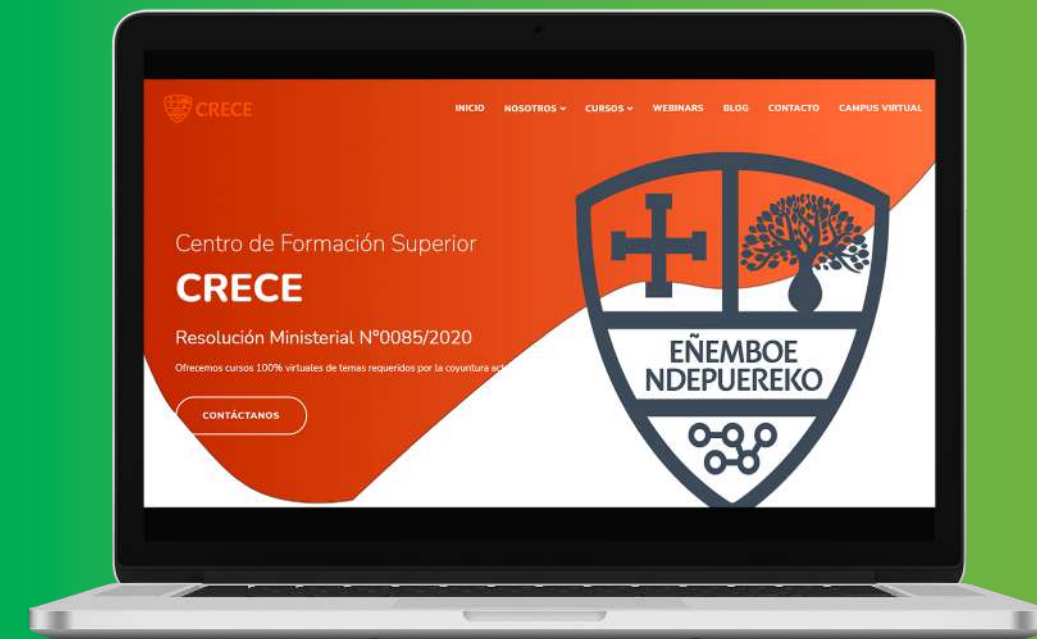 CRECE
INICIO NOSOTROS CURSOS WEBINARS BLOG CONTACTO CAMPUS VIRTUAL
Centro de Formación Superior
CRECE
Resolución Ministerial N°0085/2020
Ofrecemos cursos 100% virtuales de temas requeridos por la coyuntura
CONTÁCTANOS
EÑEMBOE
NDEPUEREKO